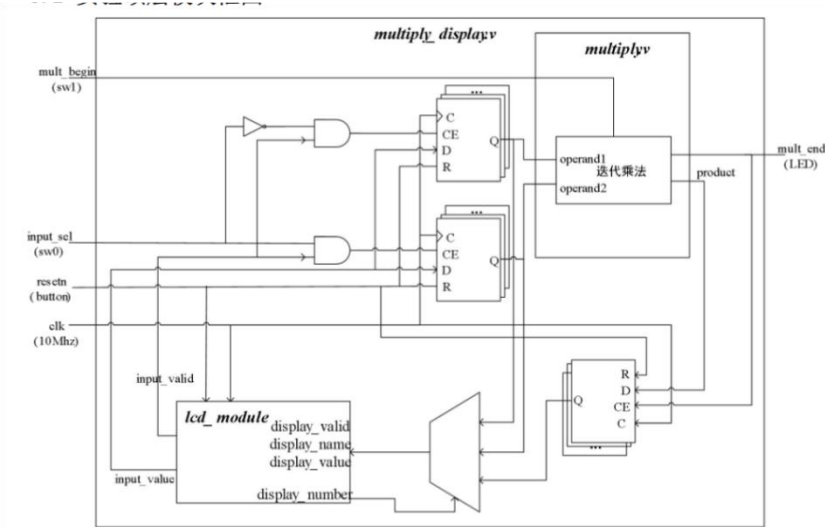 multiply_display.v
multiply.v
mult_begin
(sw1)
...
C
CE
D
R
Q
operand1
迭代乘法
operand2
product
mult_end
(LED)
input_sel
(sw0)
...
C
CE
D
R
Q
resetn
(button)
clk
(10Mhz)
input_valid
R
D
CE
C
Q
...
lcd_module
display_valid
display_name
display_value
display_number
input_value